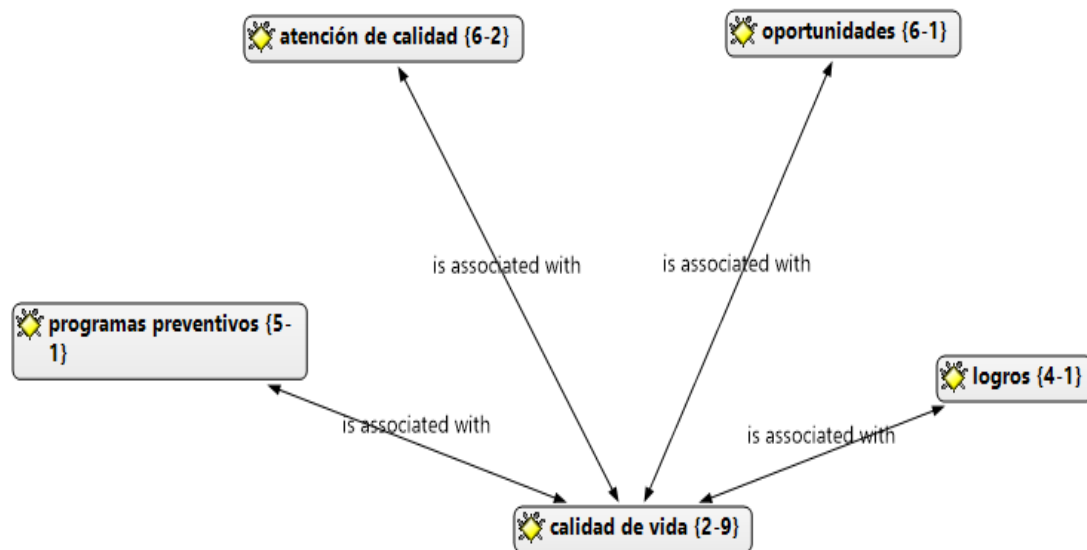 atención de calidad {6-2}
oportunidades {6-1}
is associated with
is associated with
programas preventivos {5-
1}
logros {4-1}
is associated with
is associated with
calidad de vida {2-9}